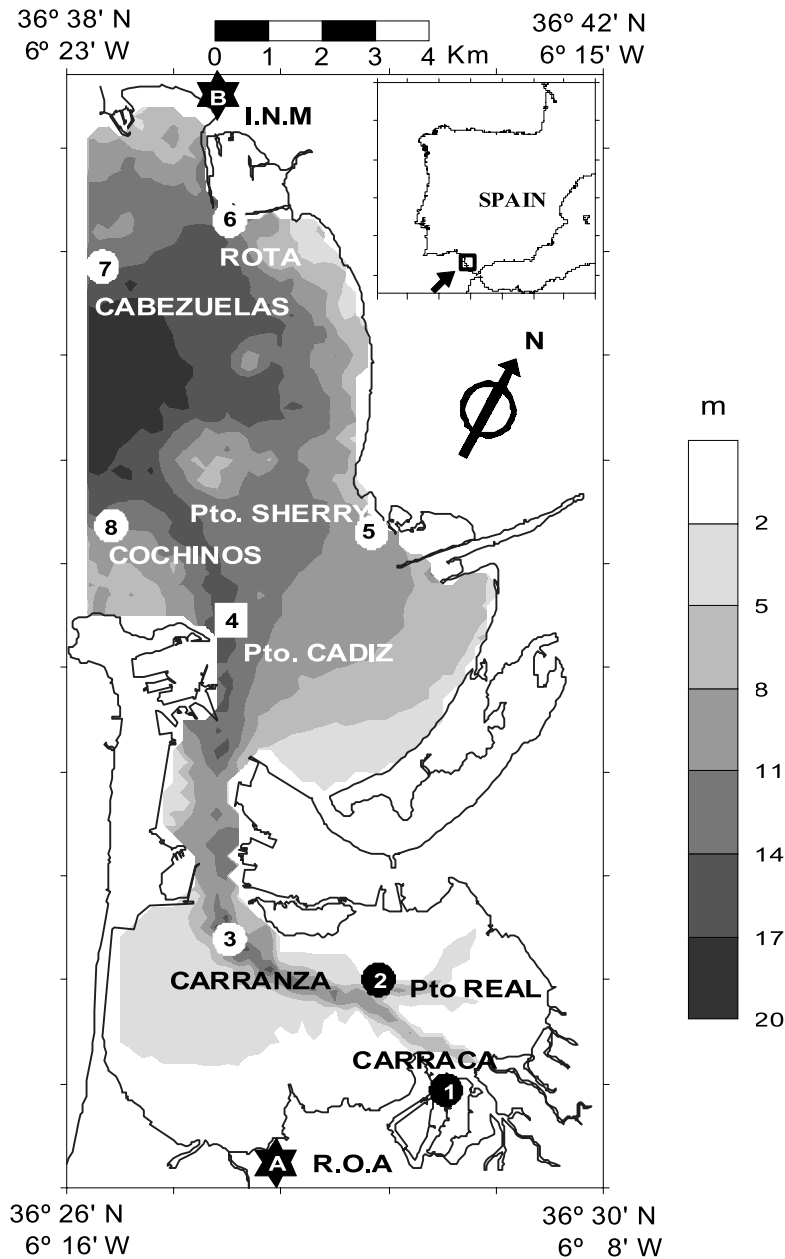 36º 38' N
6º 23' W
36º 42' N
6º 15' W
0 1 2 3 4 Km
B
I.N.M
SPAIN
6
ROTA
7
CABEZUELAS
N
m
Pto. SHERRY
5
8
COCHINOS
4
Pto. CADIZ
2
5
8
11
14
17
20
3
CARRANZA
2
Pto REAL
CARRACA
1
A
R.O.A
36º 26' N
6º 16' W
36º 30' N
6º 8' W